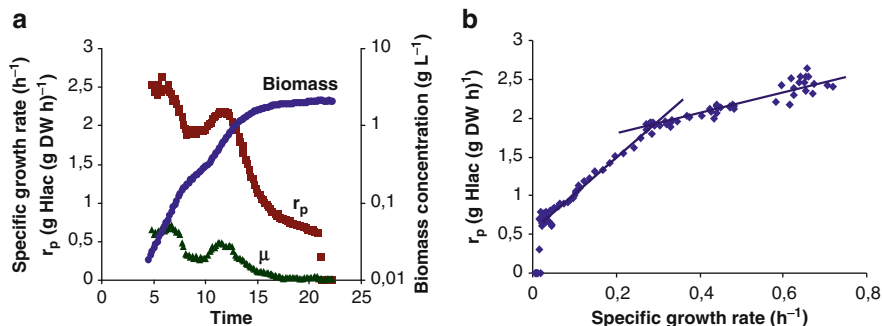 a
Specific growth rate (h⁻¹)
r_p (g Hlac (g DW h)⁻¹)
3
2,5
2
1,5
1
0,5
0
0
5
10
15
20
25
Time
Biomass
r_p
μ
10
1
0,1
0,01
Biomass concentration (g L⁻¹)
b
r_p (g Hlac (g DW h)¹)
3
2,5
2
1,5
1
0,5
0
0
0,2
0,4
0,6
0,8
Specific growth rate (h⁻¹)